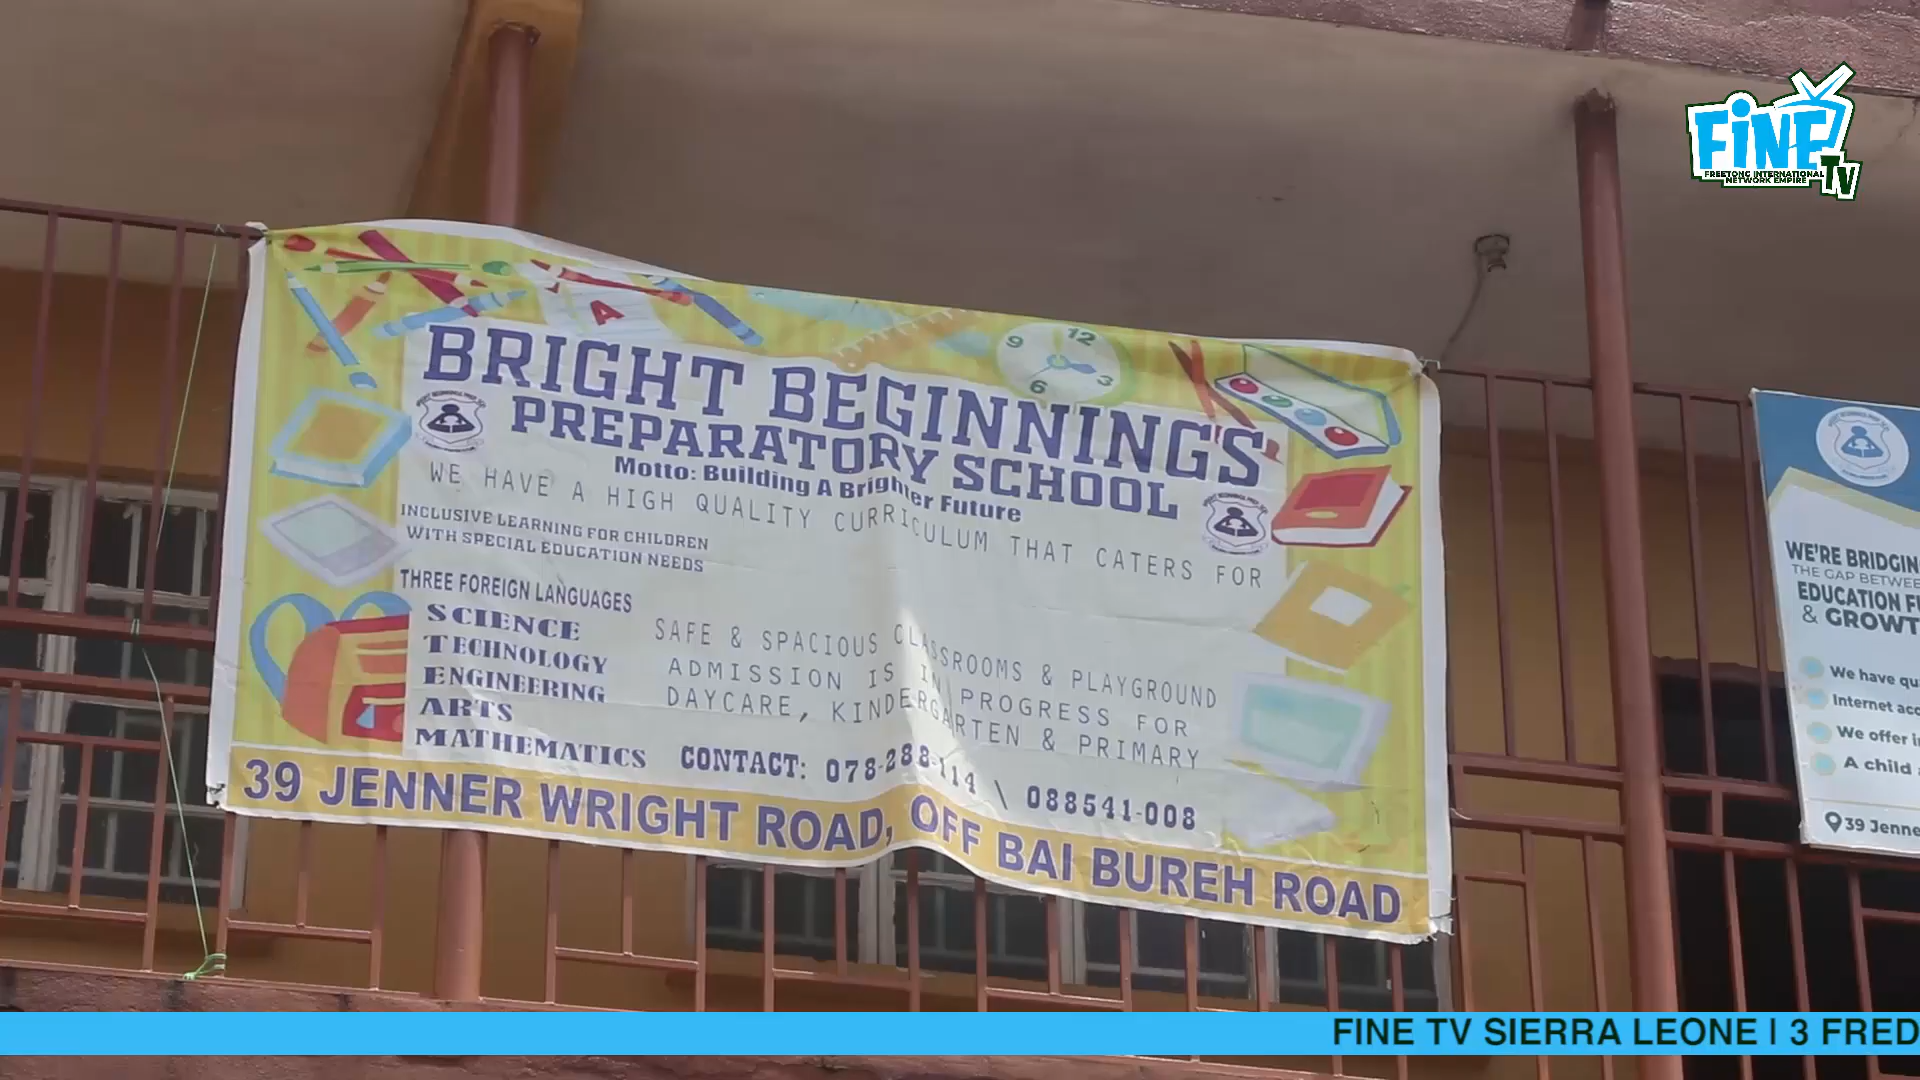 FINE TV
FREETONG INTERNATIONAL
NETWORK EMPIRE
A
12
9
3
6
BRIGHT BEGINNINGS
PREPARATORY SCHOOL
Motto: Building A Brighter Future
WE HAVE A HIGH QUALITY CURRICULUM THAT CATERS FOR
INCLUSIVE LEARNING FOR CHILDREN
WITH SPECIAL EDUCATION NEEDS
THREE FOREIGN LANGUAGES
SCIENCE
TECHNOLOGY
ENGINEERING
ARTS
MATHEMATICS
SAFE & SPACIOUS CLASSROOMS & PLAYGROUND
ADMISSION IS IN PROGRESS FOR
DAYCARE, KINDERGARTEN & PRIMARY
CONTACT: 078-288-114 \ 088541-008
39 JENNER WRIGHT ROAD, OFF BAI BUREH ROAD
WE'RE BRIDGIN
THE GAP BETWEE
EDUCATION F
& GROWT
We have qu
Internet acc
We offer i
A child
39 Jenne
FINE TV SIERRA LEONE | 3 FRED